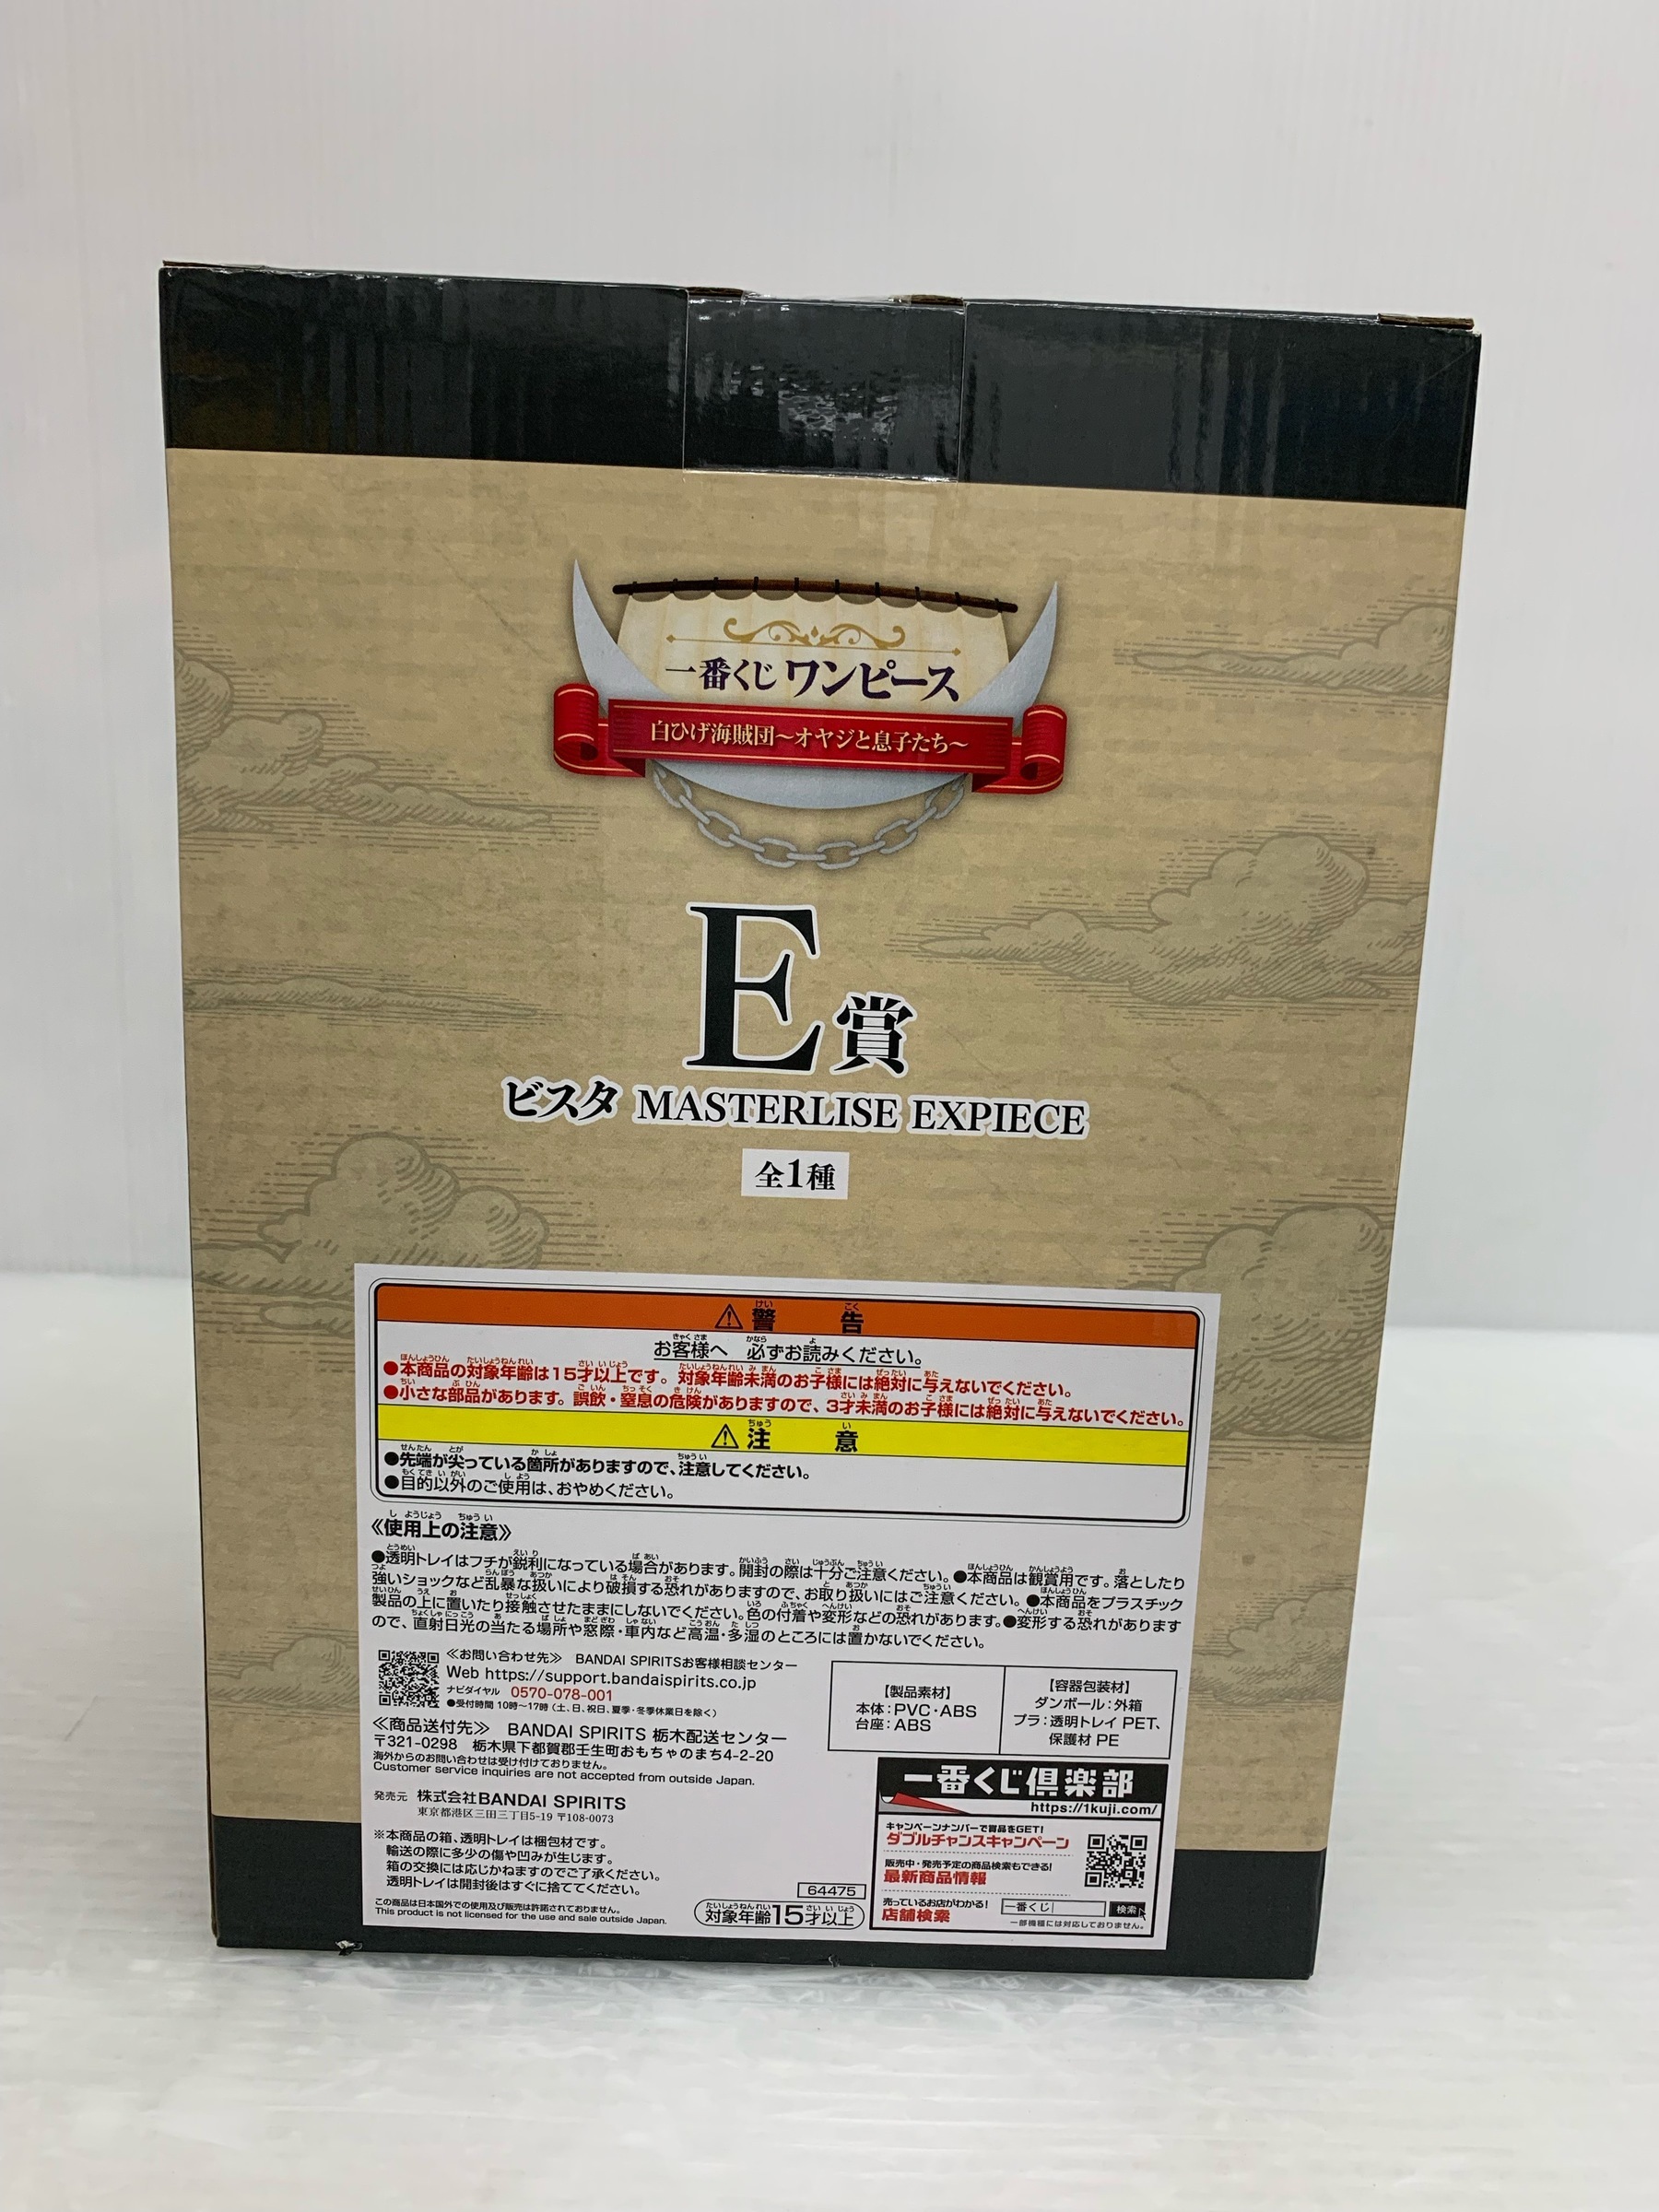 一番くじ ワンピース
白ひげ海賊団～オヤジと息子たち～
E賞
ビスタ MASTERLISE EXPIECE
全1種
⚠警告
お客様へ 必ずお読みください。
●本商品の対象年齢は15才以上です。対象年齢未満のお子様には絶対に与えないでください。
●小さな部品があります。誤飲・窒息の危険がありますので、3才未満のお子様には絶対に与えないでください。
⚠注意
●先端が尖っている箇所がありますので、注意してください。
●目的以外のご使用は、おやめください。
《使用上の注意》
●透明トレイはフチが鋭利になっている場合があります。開封の際は十分ご注意ください。●本商品は観賞用です。落としたり
強いショックなど乱暴な扱いにより破損する恐れがありますので、お取り扱いにはご注意ください。●本商品をプラスチック
製品の上に置いたり接触させたままにしないでください。色の付着や変形などの恐れがあります。●変形する恐れがあります
ので、直射日光の当たる場所や窓際・車内など高温・多湿のところには置かないでください。
≪お問い合わせ先≫ BANDAI SPIRITSお客様相談センター
Web https://support.bandaispirits.co.jp
ナビダイヤル 0570-078-001
●受付時間 10時～17時（土、日、祝日、夏季・冬季休業日を除く）
≪商品送付先≫ BANDAI SPIRITS 栃木配送センター
〒321-0298 栃木県下都賀郡壬生町おもちゃのまち4-2-20
海外からのお問い合わせは受け付けておりません。
Customer service inquiries are not accepted from outside Japan.
発売元 株式会社BANDAI SPIRITS
東京都港区三田三丁目5-19 〒108-0073
※本商品の箱、透明トレイは梱包材です。
輸送の際に多少の傷や凹みが生じます。
箱の交換には応じかねますのでご了承ください。
透明トレイは開封後はすぐに捨ててください。
この商品は日本国外での使用及び販売は許諾されておりません。
This product is not licensed for the use and sale outside Japan.
64475
対象年齢15才以上
【製品素材】
本体：PVC・ABS
台座：ABS
【容器包装材】
ダンボール：外箱
プラ：透明トレイ PET、
保護材 PE
一番くじ倶楽部
https://1kuji.com/
キャンペーンナンバーで賞品をGET!
ダブルチャンスキャンペーン
販売中・発売予定の商品検索もできる!
最新商品情報
売っているお店がわかる!
店舗検索
一番くじ 検索
一部機種には対応しておりません。